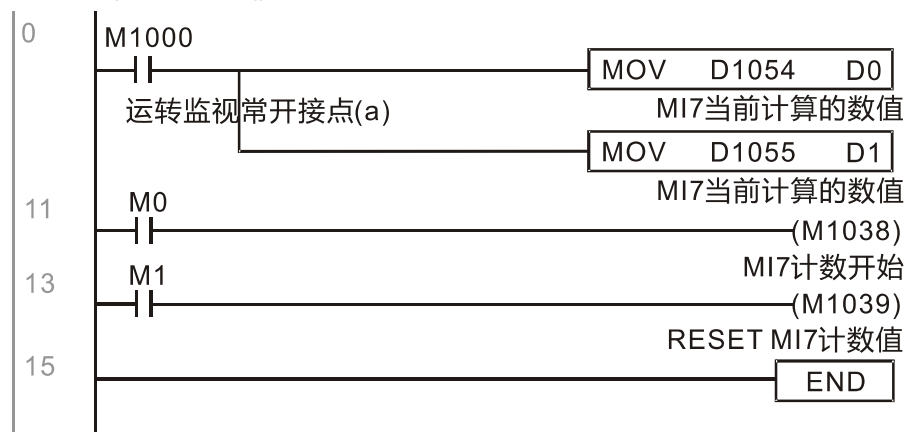 0
M1000
MOV D1054 D0
运转监视常开接点(a)
MI7当前计算的数值
MOV D1055 D1
MI7当前计算的数值
11
M0
(M1038)
MI7计数开始
13
M1
(M1039)
RESET MI7计数值
15
END